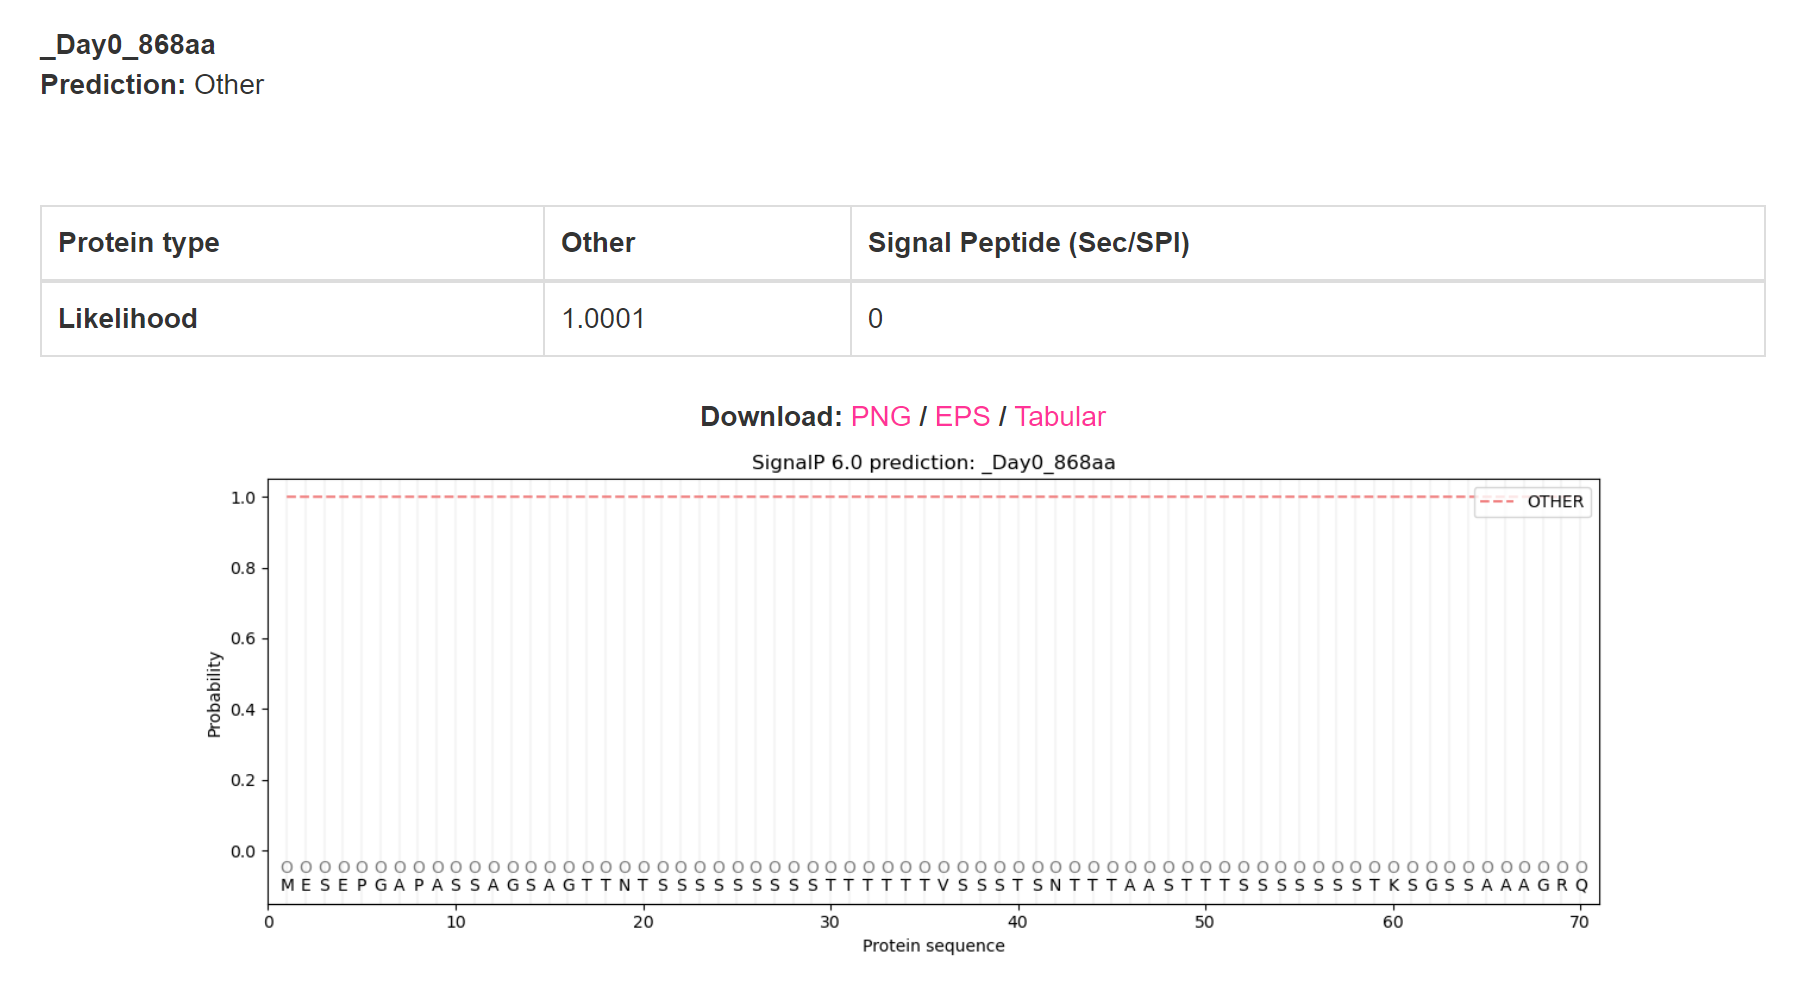 _Day0_868aa
Prediction: Other
Protein type Other Signal Peptide (Sec/SPI)
Likelihood 1.0001 0
Download: PNG / EPS / Tabular
SignalP 6.0 prediction: _Day0_868aa
1.0
OTHER
0.8
0.6
0.4
0.2
0.0
Probability
O O O O O O O O O O O O O O O O O O O O O O O O O O O O O O O O O O O O O O O O O O O O O O O O O O O O O O O O O O O O O O O O O O O O O O
M E S E P G A P A S S A G S A G T T N T S S S S S S S S S T T T T T T V S S S T S N T T T A A S T T T S S S S S S S T K S G S S A A A G R Q
0 10 20 30 40 50 60 70
Protein sequence